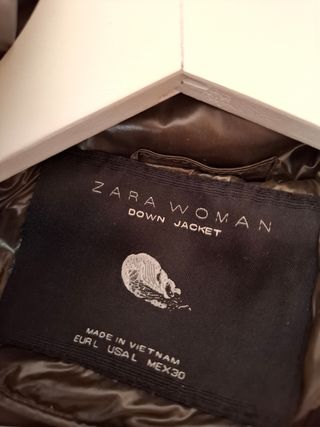 ZARA WOMAN
DOWN JACKET
MADE IN VIETNAM
EUR L USA L MEX 30